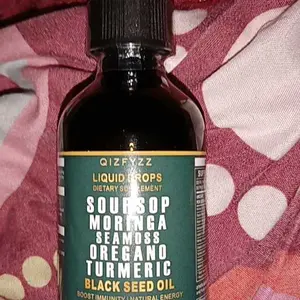 QIZFYZZ
LIQUID DROPS
DIETARY SUPPLEMENT
SOURSOP
MORINGA
SEAMOSS
OREGANO
TURMERIC
BLACK SEED OIL
BOOST IMMUNITY | NATURAL ENERGY